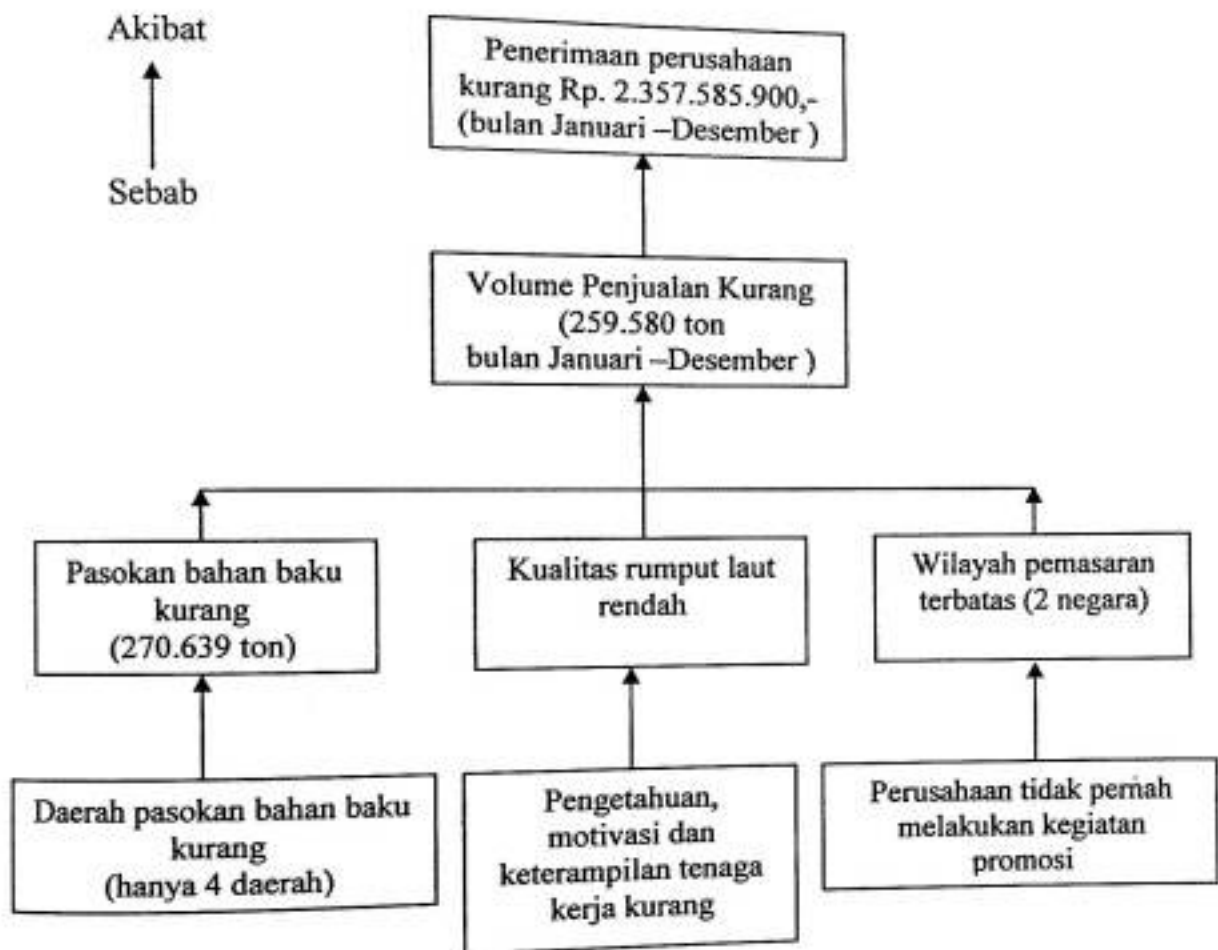 Akibat
Sebab
Penerimaan perusahaan
kurang Rp. 2.357.585.900,-
(bulan Januari –Desember )
Volume Penjualan Kurang
(259.580 ton
bulan Januari –Desember )
Pasokan bahan baku
kurang
(270.639 ton)
Kualitas rumput laut
rendah
Wilayah pemasaran
terbatas (2 negara)
Daerah pasokan bahan baku
kurang
(hanya 4 daerah)
Pengetahuan,
motivasi dan
keterampilan tenaga
kerja kurang
Perusahaan tidak pernah
melakukan kegiatan
promosi